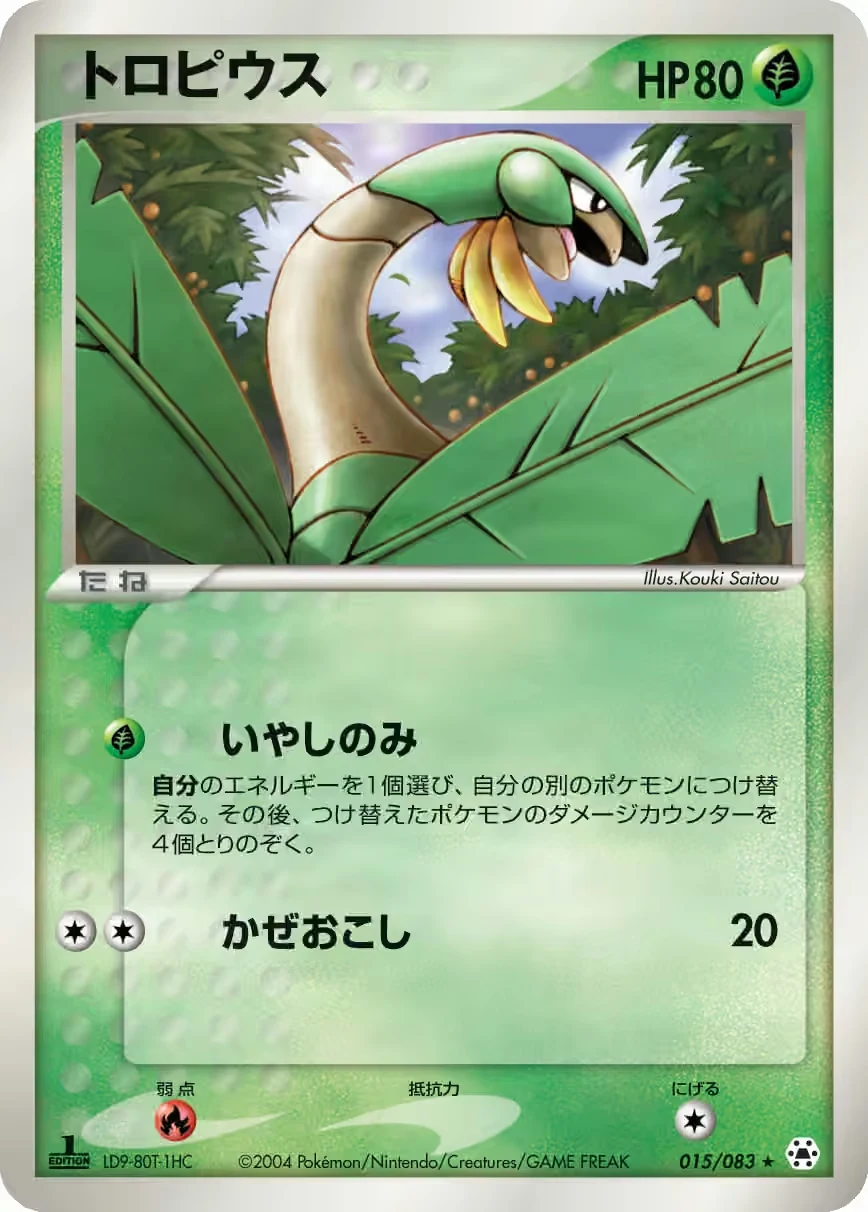 トロピウス HP80
たね Illus.Kouki Saitou
いやしのみ
自分のエネルギーを1個選び、自分の別のポケモンにつけ替
える。その後、つけ替えたポケモンのダメージカウンターを
4個とりのぞく。
かぜおこし 20
弱点 抵抗力 にげる
1 EDITION LD9-80T-1HC ©2004 Pokémon/Nintendo/Creatures/GAME FREAK 015/083 ★